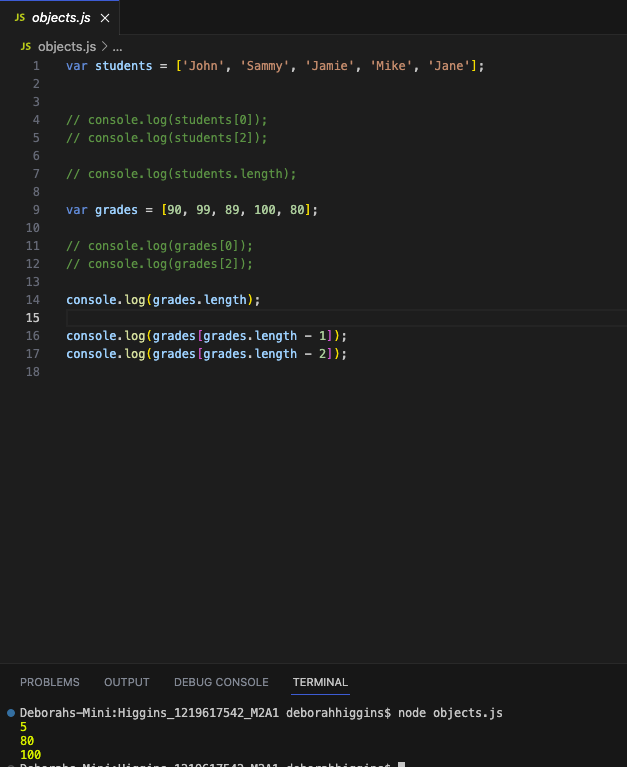 JS objects.js ×
JS objects.js > ...
1 var students = ['John', 'Sammy', 'Jamie', 'Mike', 'Jane'];
2
3
4 // console.log(students[0]);
5 // console.log(students[2]);
6
7 // console.log(students.length);
8
9 var grades = [90, 99, 89, 100, 80];
10
11 // console.log(grades[0]);
12 // console.log(grades[2]);
13
14 console.log(grades.length);
15
16 console.log(grades[grades.length - 1]);
17 console.log(grades[grades.length - 2]);
18
PROBLEMS OUTPUT DEBUG CONSOLE TERMINAL
Deborahs-Mini:Higgins_1219617542_M2A1 deborahhiggins$ node objects.js
5
80
100
Deborahs-Mini:Higgins_1219617542_M2A1 deborahhiggins$